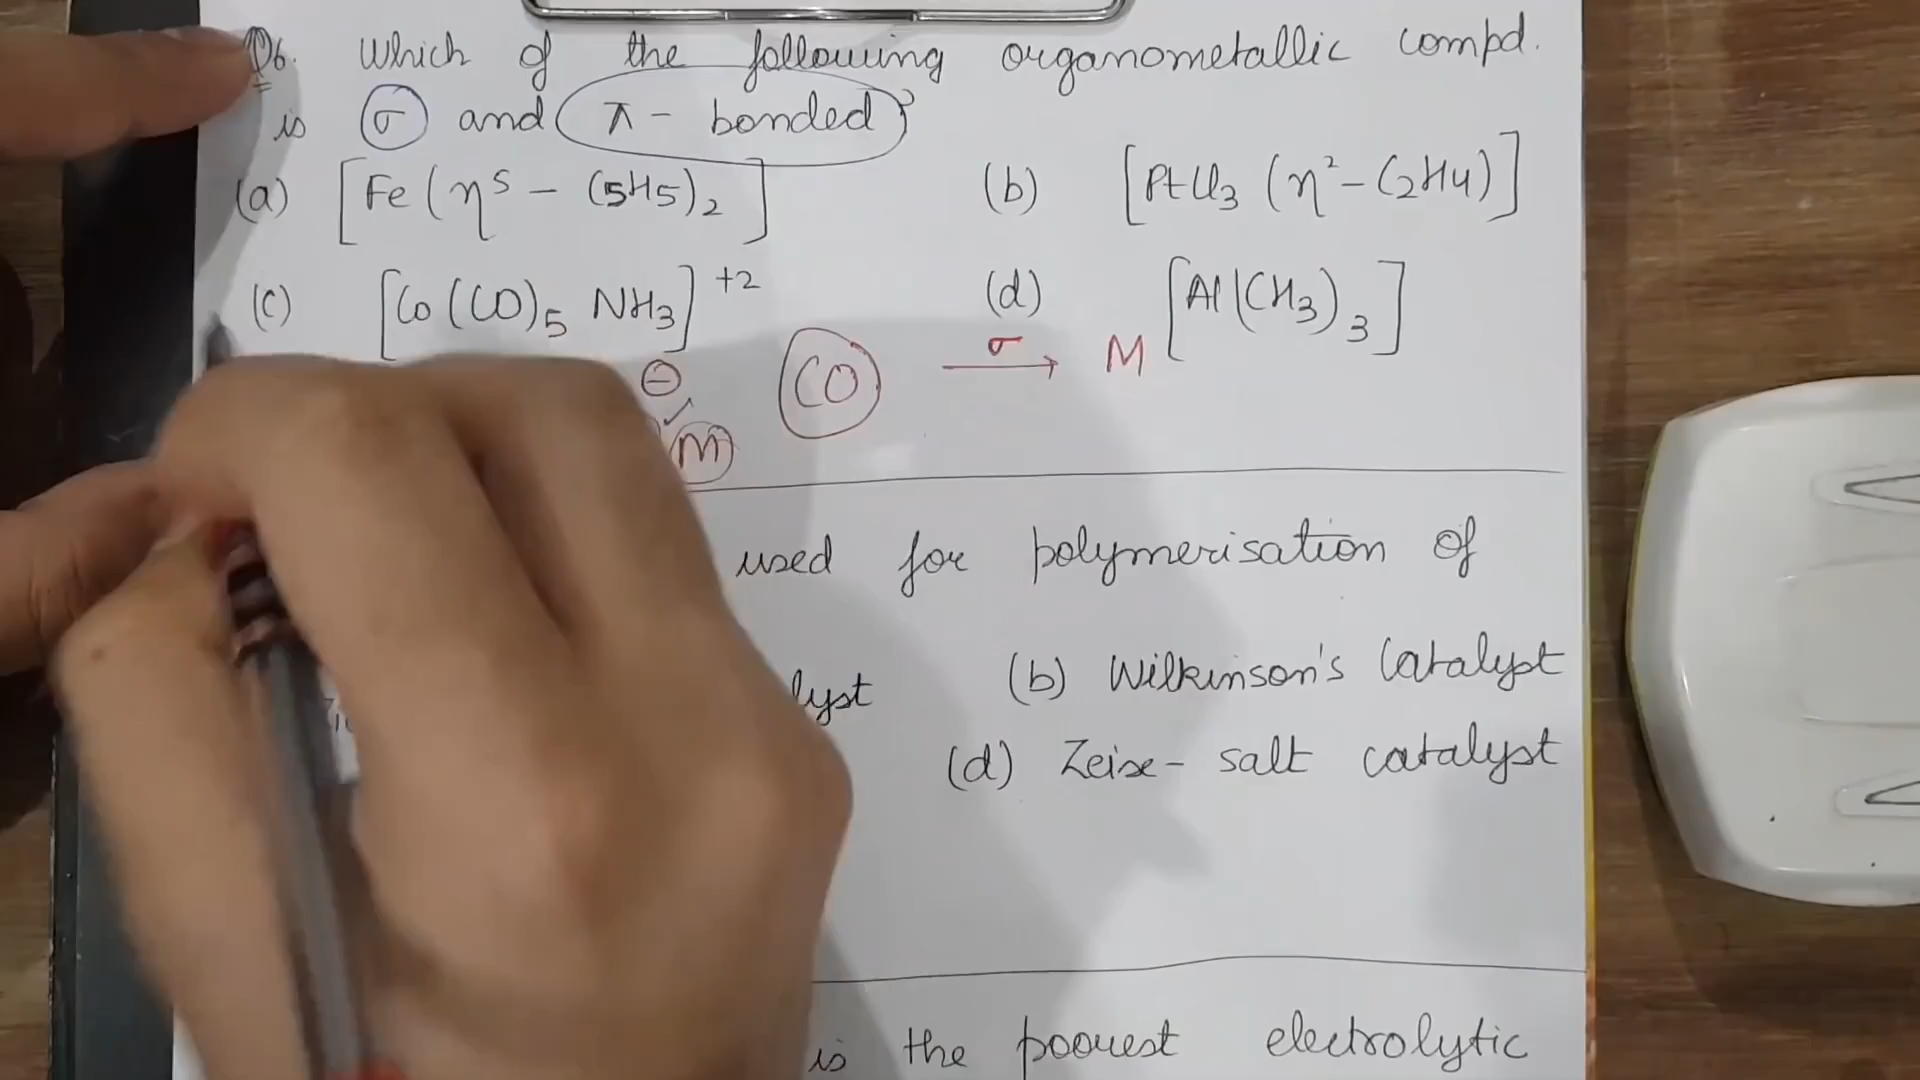 Q6. Which of the following organometallic compd.
is σ and π - bonded?
(a) [Fe(η⁵ - C5H5)₂] (b) [PtCl₃ (η² - C₂H4)]
(c) [Co(CO)₅ NH₃]⁺² (d) [Al(CH₃)₃]
⊖ CO σ→ M
M
used for polymerisation of
lyst (b) Wilkinson's Catalyst
(d) Zeise - salt catalyst
is the poorest electrolytic